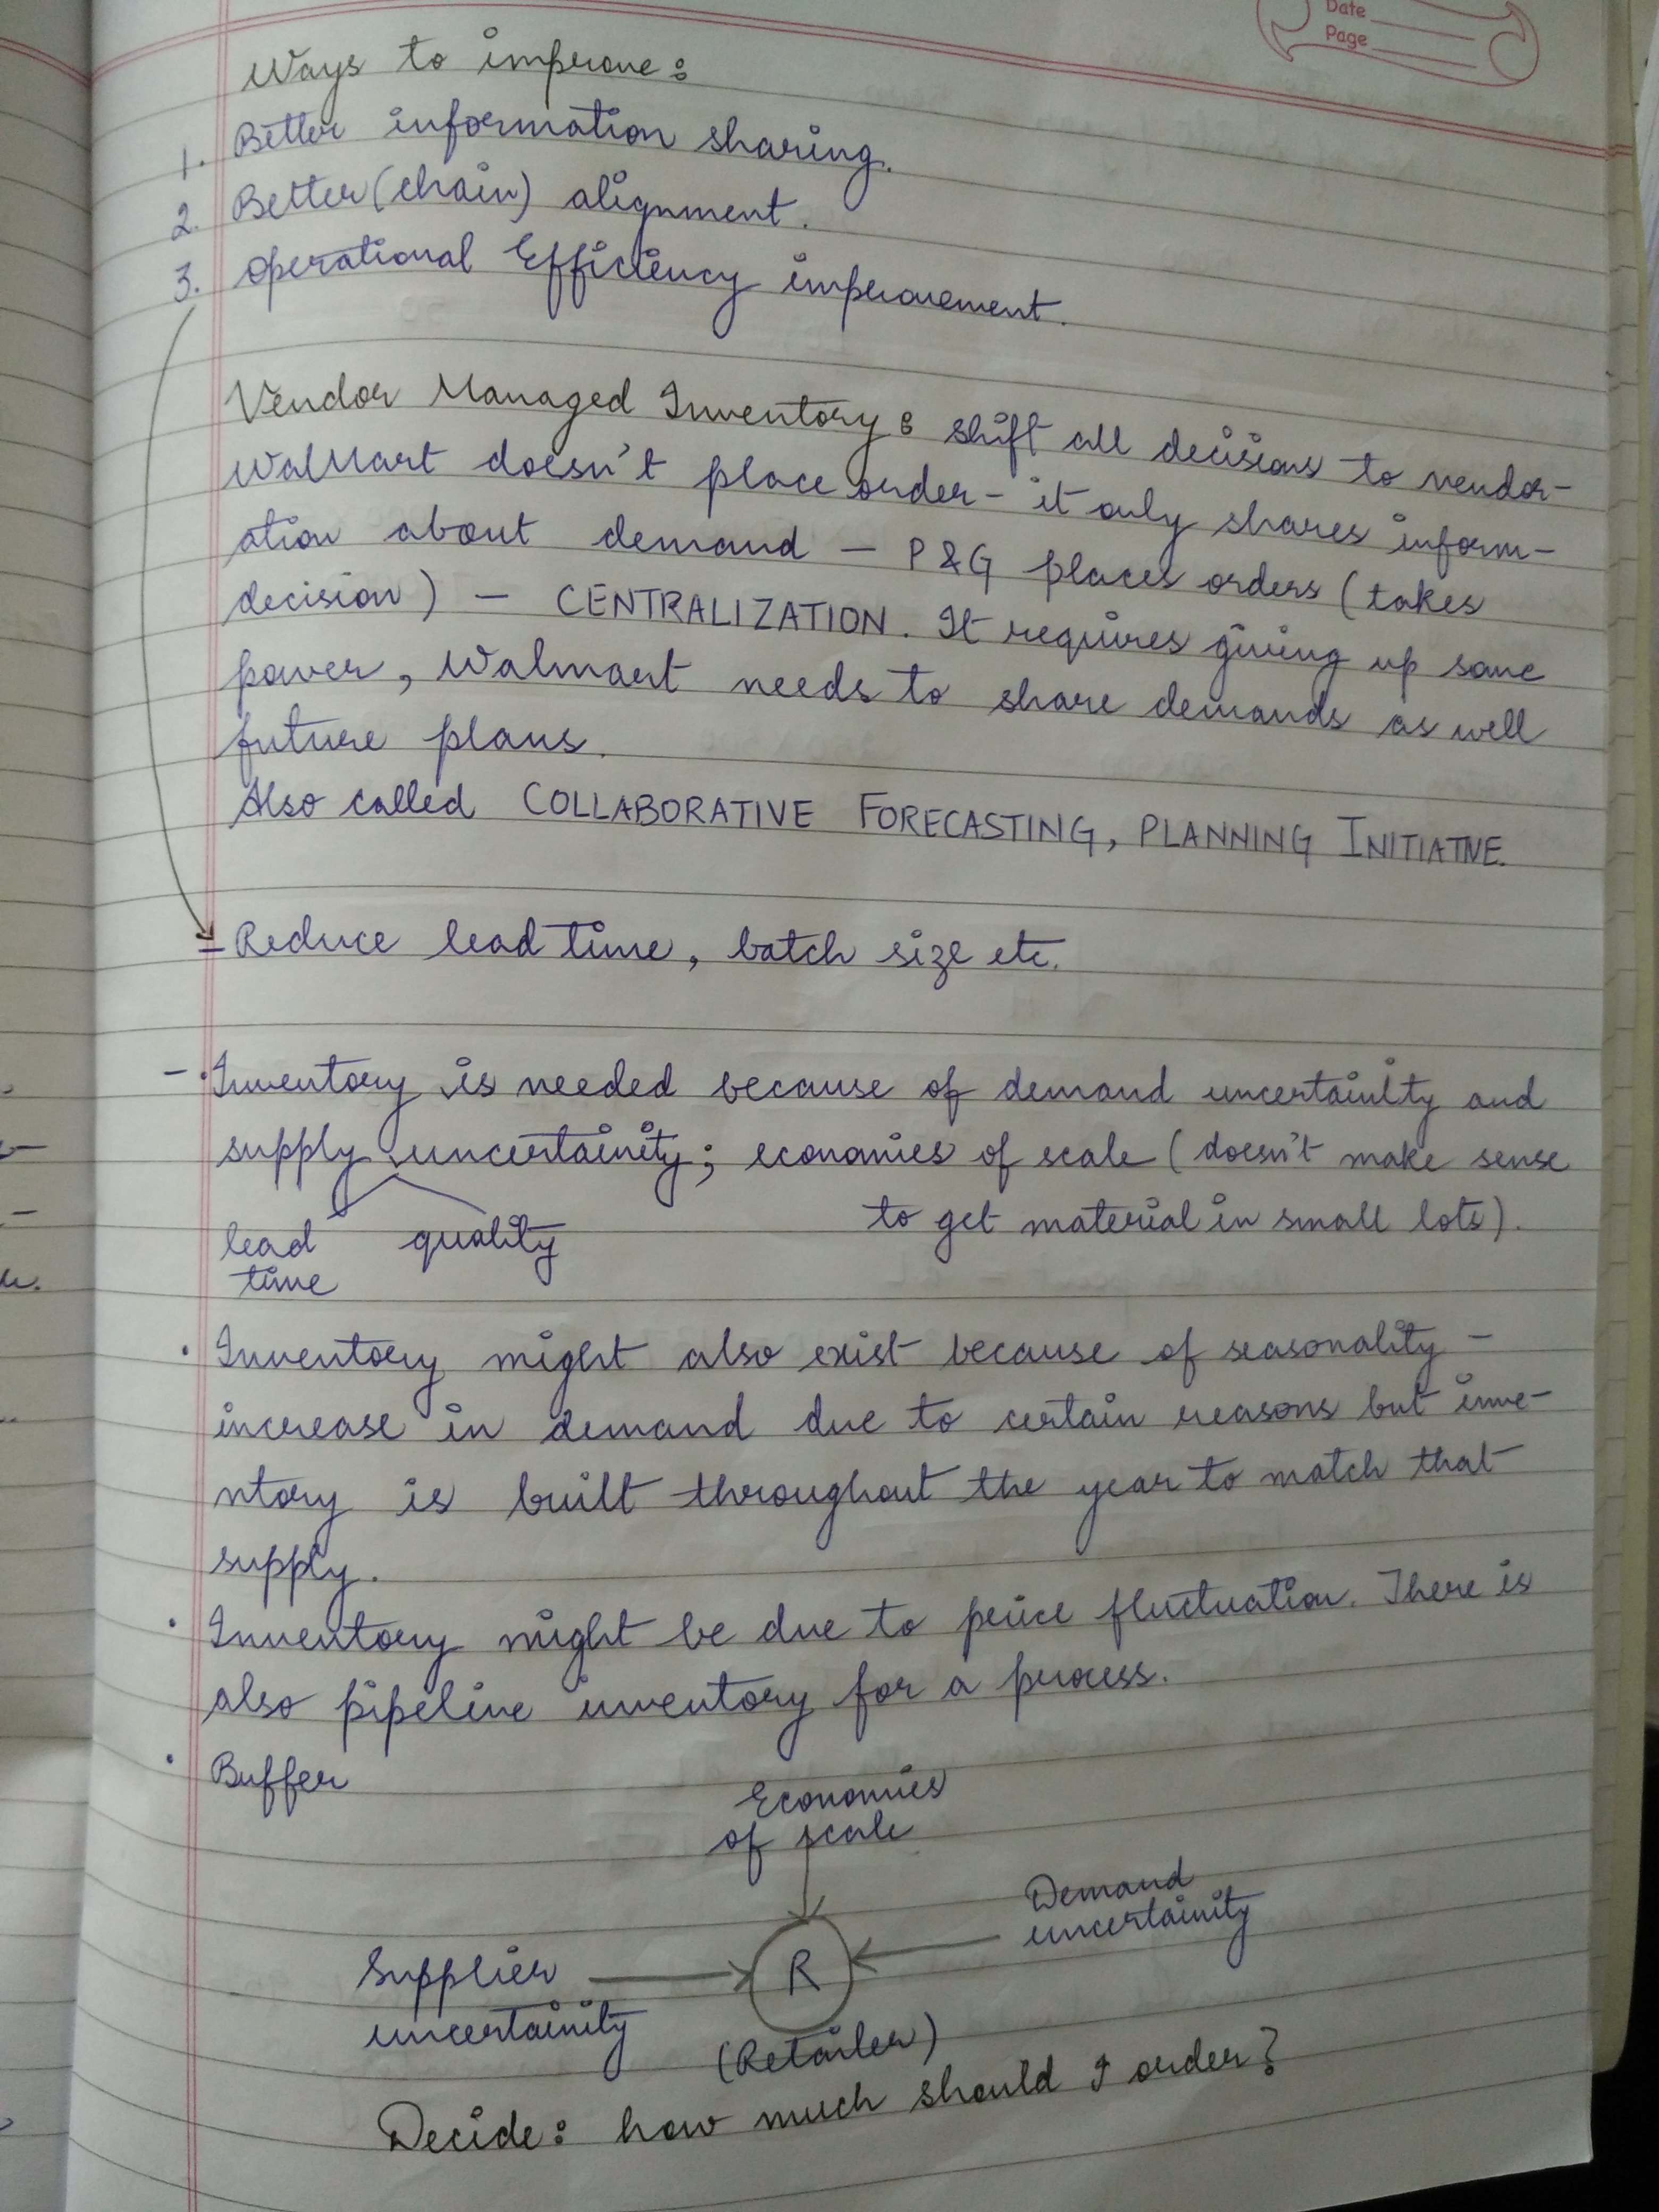 Date
Page
Ways to improve:
1. Better information sharing.
2. Better (chain) alignment.
3. Operational Efficiency improvement.
Vendor Managed Inventory: shift all decisions to vendor-
WalMart doesn't place order - it only shares inform-
ation about demand - P&G places orders (takes
decision) - CENTRALIZATION. It requires giving up some
power, Walmart needs to share demands as well
future plans.
Also called COLLABORATIVE FORECASTING, PLANNING INITIATIVE.
- Reduce lead time, batch size etc.
- · Inventory is needed because of demand uncertainity and
supply uncertainity; economies of scale (doesn't make sense
to get material in small lots).
lead time
quality
· Inventory might also exist because of seasonality -
increase in demand due to certain reasons but inve-
ntory is built throughout the year to match that
supply.
· Inventory might be due to price fluctuation. There is
also pipeline inventory for a process.
· Buffer
Economies
of scale
Demand
uncertainity
Supplier
uncertainity
R
(Retailer)
Decide: how much should I order?